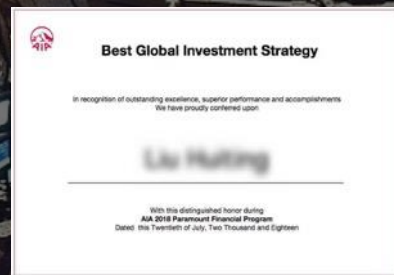 AIA
Best Global Investment Strategy
In recognition of outstanding excellence, superior performance and accomplishments
We have proudly conferred upon
With this distinguished honor during
AIA 2018 Paramount Financial Program
Dated this Twentieth of July, Two Thousand and Eighteen